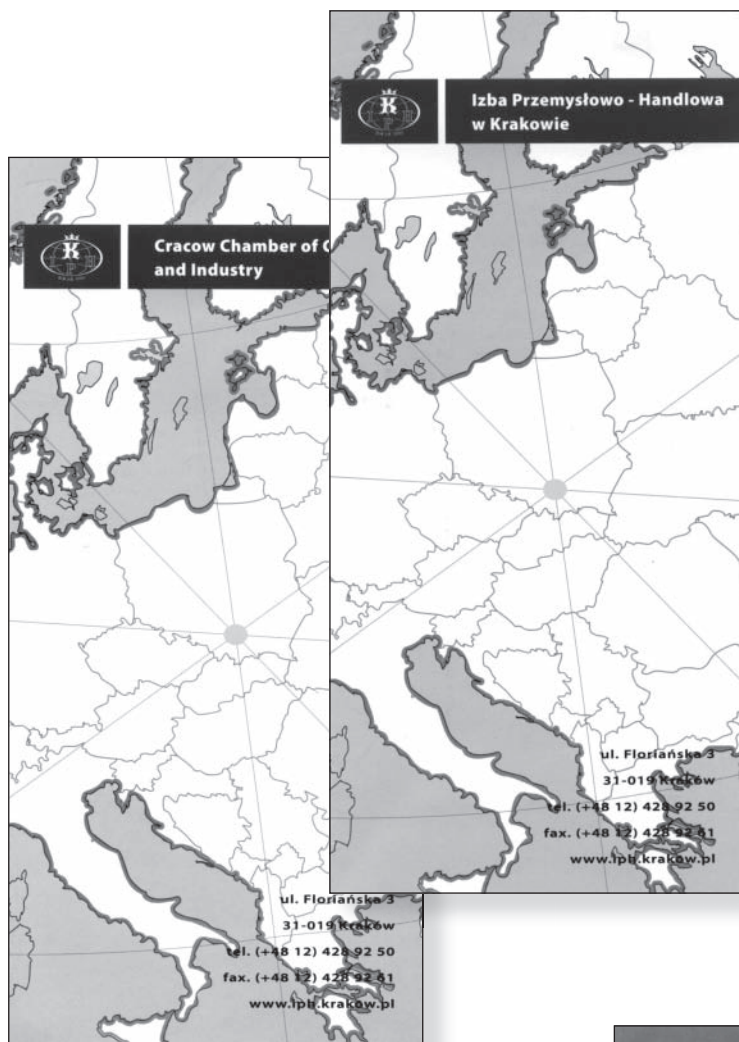 Izba Przemysłowo - Handlowa
w Krakowie
K
I P H
ul. Floriańska 3
31-019 Kraków
tel. (+48 12) 428 92 50
fax. (+48 12) 428 92 61
www.iph.krakow.pl
Cracow Chamber of
and Industry
K
I P H
ul. Floriańska 3
31-019 Kraków
tel. (+48 12) 428 92 50
fax. (+48 12) 428 92 61
www.iph.krakow.pl